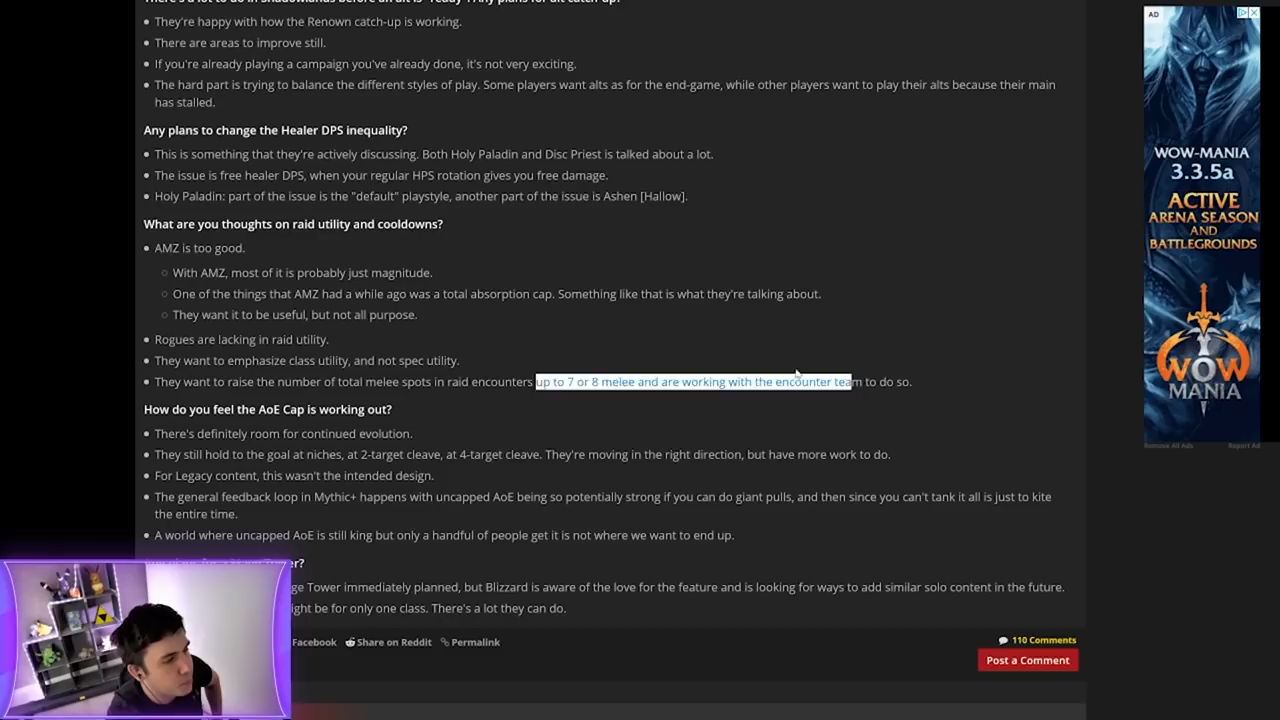 They're happy with how the Renown catch-up is working.
There are areas to improve still.
If you're already playing a campaign you've already done, it's not very exciting.
The hard part is trying to balance the different styles of play. Some players want alts as for the end-game, while other players want to play their alts because their main
has stalled.
Any plans to change the Healer DPS inequality?
This is something that they're actively discussing. Both Holy Paladin and Disc Priest is talked about a lot.
The issue is free healer DPS, when your regular HPS rotation gives you free damage.
Holy Paladin: part of the issue is the "default" playstyle, another part of the issue is Ashen [Hallow].
What are you thoughts on raid utility and cooldowns?
AMZ is too good.
With AMZ, most of it is probably just magnitude.
One of the things that AMZ had a while ago was a total absorption cap. Something like that is what they're talking about.
They want it to be useful, but not all purpose.
Rogues are lacking in raid utility.
They want to emphasize class utility, and not spec utility.
They want to raise the number of total melee spots in raid encounters up to 7 or 8 melee and are working with the encounter team to do so.
How do you feel the AoE Cap is working out?
There's definitely room for continued evolution.
They still hold to the goal at niches, at 2-target cleave, at 4-target cleave. They're moving in the right direction, but have more work to do.
For Legacy content, this wasn't the intended design.
The general feedback loop in Mythic+ happens with uncapped AoE being so potentially strong if you can do giant pulls, and then since you can't tank it all is just to kite
the entire time.
A world where uncapped AoE is still king but only a handful of people get it is not where we want to end up.
Tower immediately planned, but Blizzard is aware of the love for the feature and is looking for ways to add similar solo content in the future.
be for only one class. There's a lot they can do.
Facebook Share on Reddit Permalink
110 Comments
Post a Comment
AD
WOW-MANIA
3.3.5a
ACTIVE
ARENA SEASON
AND
BATTLEGROUNDS
WOW
MANIA
Remove All Ads
Report Ad